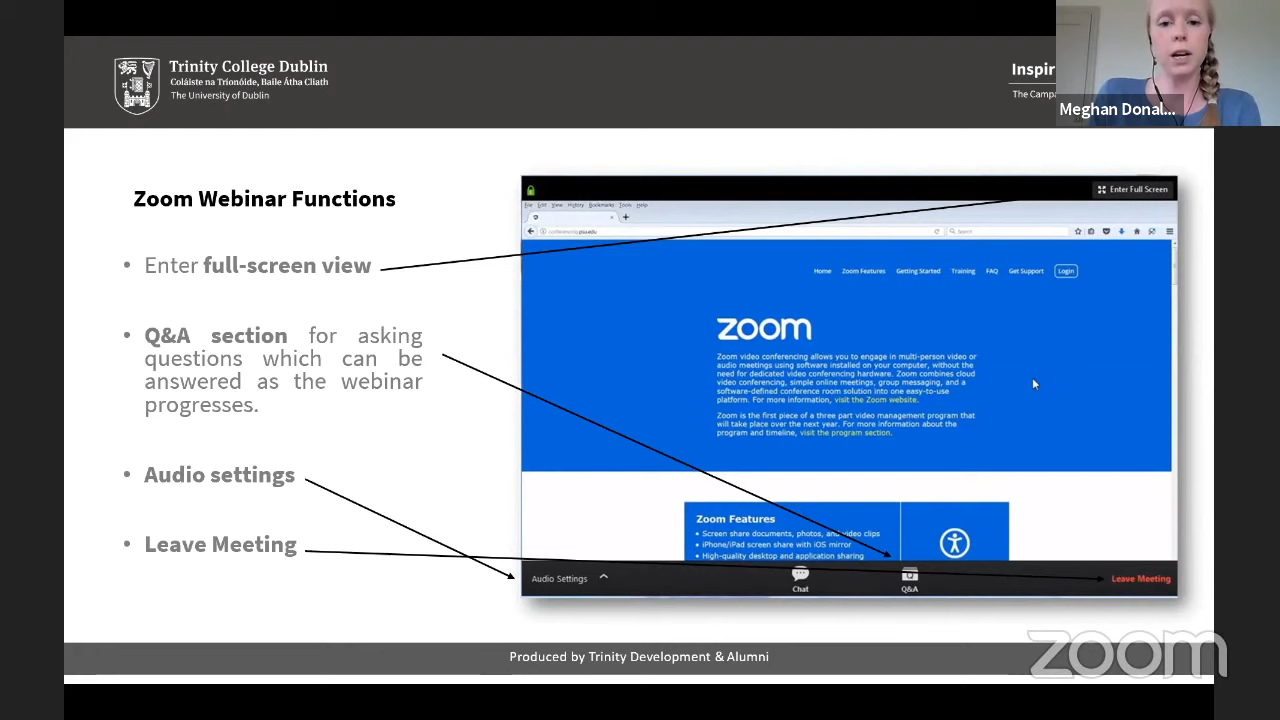 Trinity College Dublin
Coláiste na Tríonóide, Baile Átha Cliath
The University of Dublin
Inspir
The Campa
Meghan Donal...
Zoom Webinar Functions
• Enter full-screen view
• Q&A section for asking
questions which can be
answered as the webinar
progresses.
• Audio settings
• Leave Meeting
Enter Full Screen
File Edit View History Bookmarks Tools Help
Search
Home Zoom Features Getting Started Training FAQ Get Support Login
zoom
Zoom video conferencing allows you to engage in multi-person video or
audio meetings using software installed on your computer, without the
need for dedicated video conferencing hardware. Zoom combines cloud
video conferencing, simple online meetings, group messaging, and a
software-defined conference room solution into one easy-to-use
platform. For more information, visit the Zoom website.
Zoom is the first piece of a three part video management program that
will take place over the next year. For more information about the
program and timeline, visit the program section.
Zoom Features
• Screen share documents, photos, and video clips
• iPhone/iPad screen share with iOS mirror
• High-quality desktop and application sharing
Audio Settings
Chat
Q&A
Leave Meeting
Produced by Trinity Development & Alumni
zoom